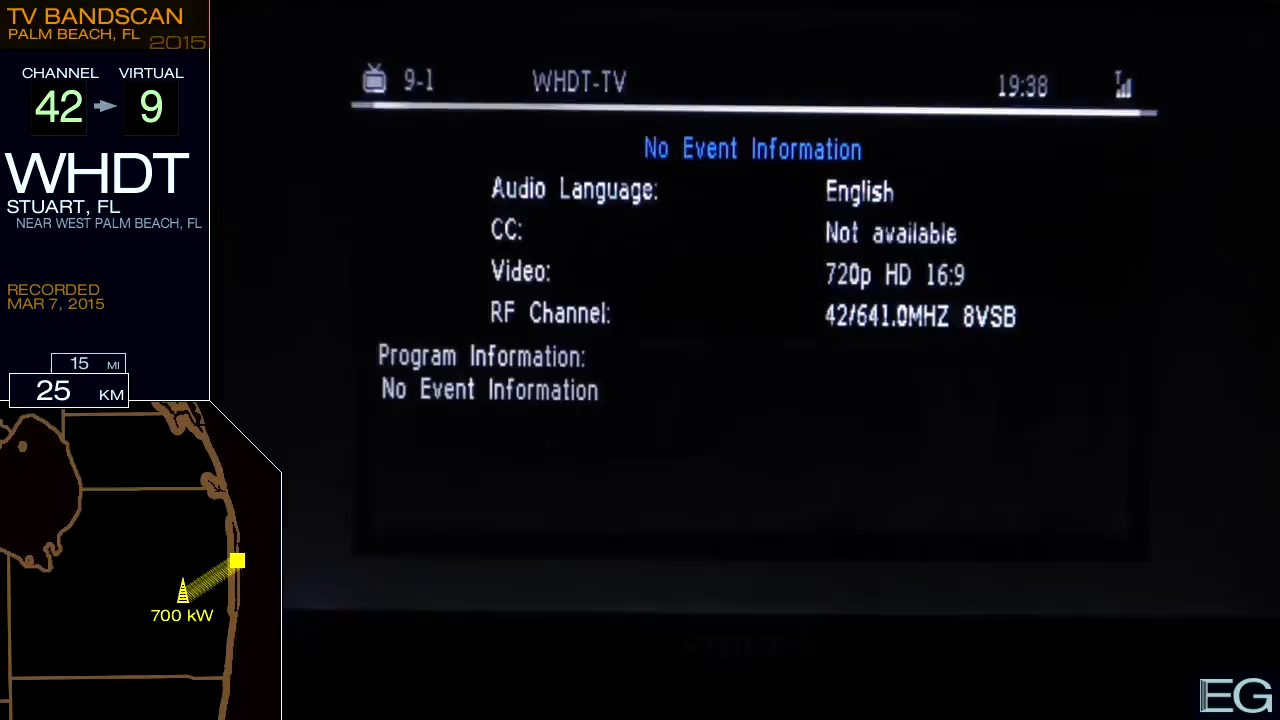 TV BANDSCAN
PALM BEACH, FL
2015
CHANNEL VIRTUAL
42 9
WHDT
STUART, FL
NEAR WEST PALM BEACH, FL
RECORDED
MAR 7, 2015
15 MI
25 KM
700 kW
9-1 WHDT-TV 19:38
No Event Information
Audio Language: English
CC: Not available
Video: 720p HD 16:9
RF Channel: 42/641.0MHZ 8VSB
Program Information:
No Event Information
EG